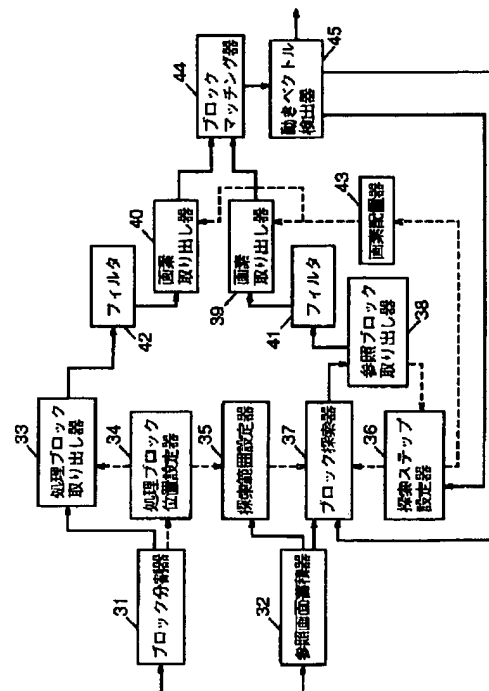 31
ブロック分割器
32
参照画面蓄積器
33
処理ブロック
取り出し器
34
処理ブロック
位置設定器
35
探索範囲設定器
37
ブロック探索器
36
探索ステップ
設定器
42
フィルタ
41
フィルタ
38
参照ブロック
取り出し器
40
画素
取り出し器
39
画素
取り出し器
43
画素配置器
44
ブロック
マッチング器
45
動きベクトル
検出器